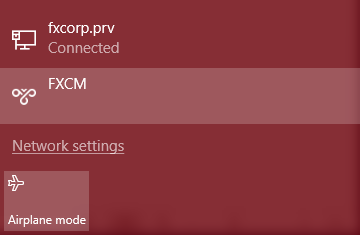 fxcorp.prv
Connected
FXCM
Network settings
Airplane mode